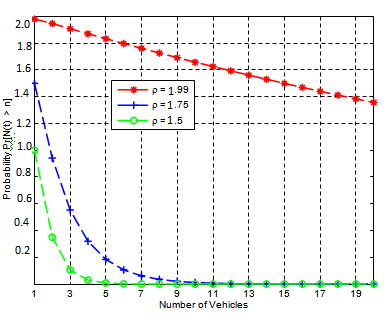 2.0
1.8
1.6
1.4
1.2
1.0
0.8
0.6
0.4
0.2
Probability Pr[N(t) > n]
ρ = 1.99
ρ = 1.75
ρ = 1.5
1 3 5 7 9 11 13 15 17 19
Number of Vehicles